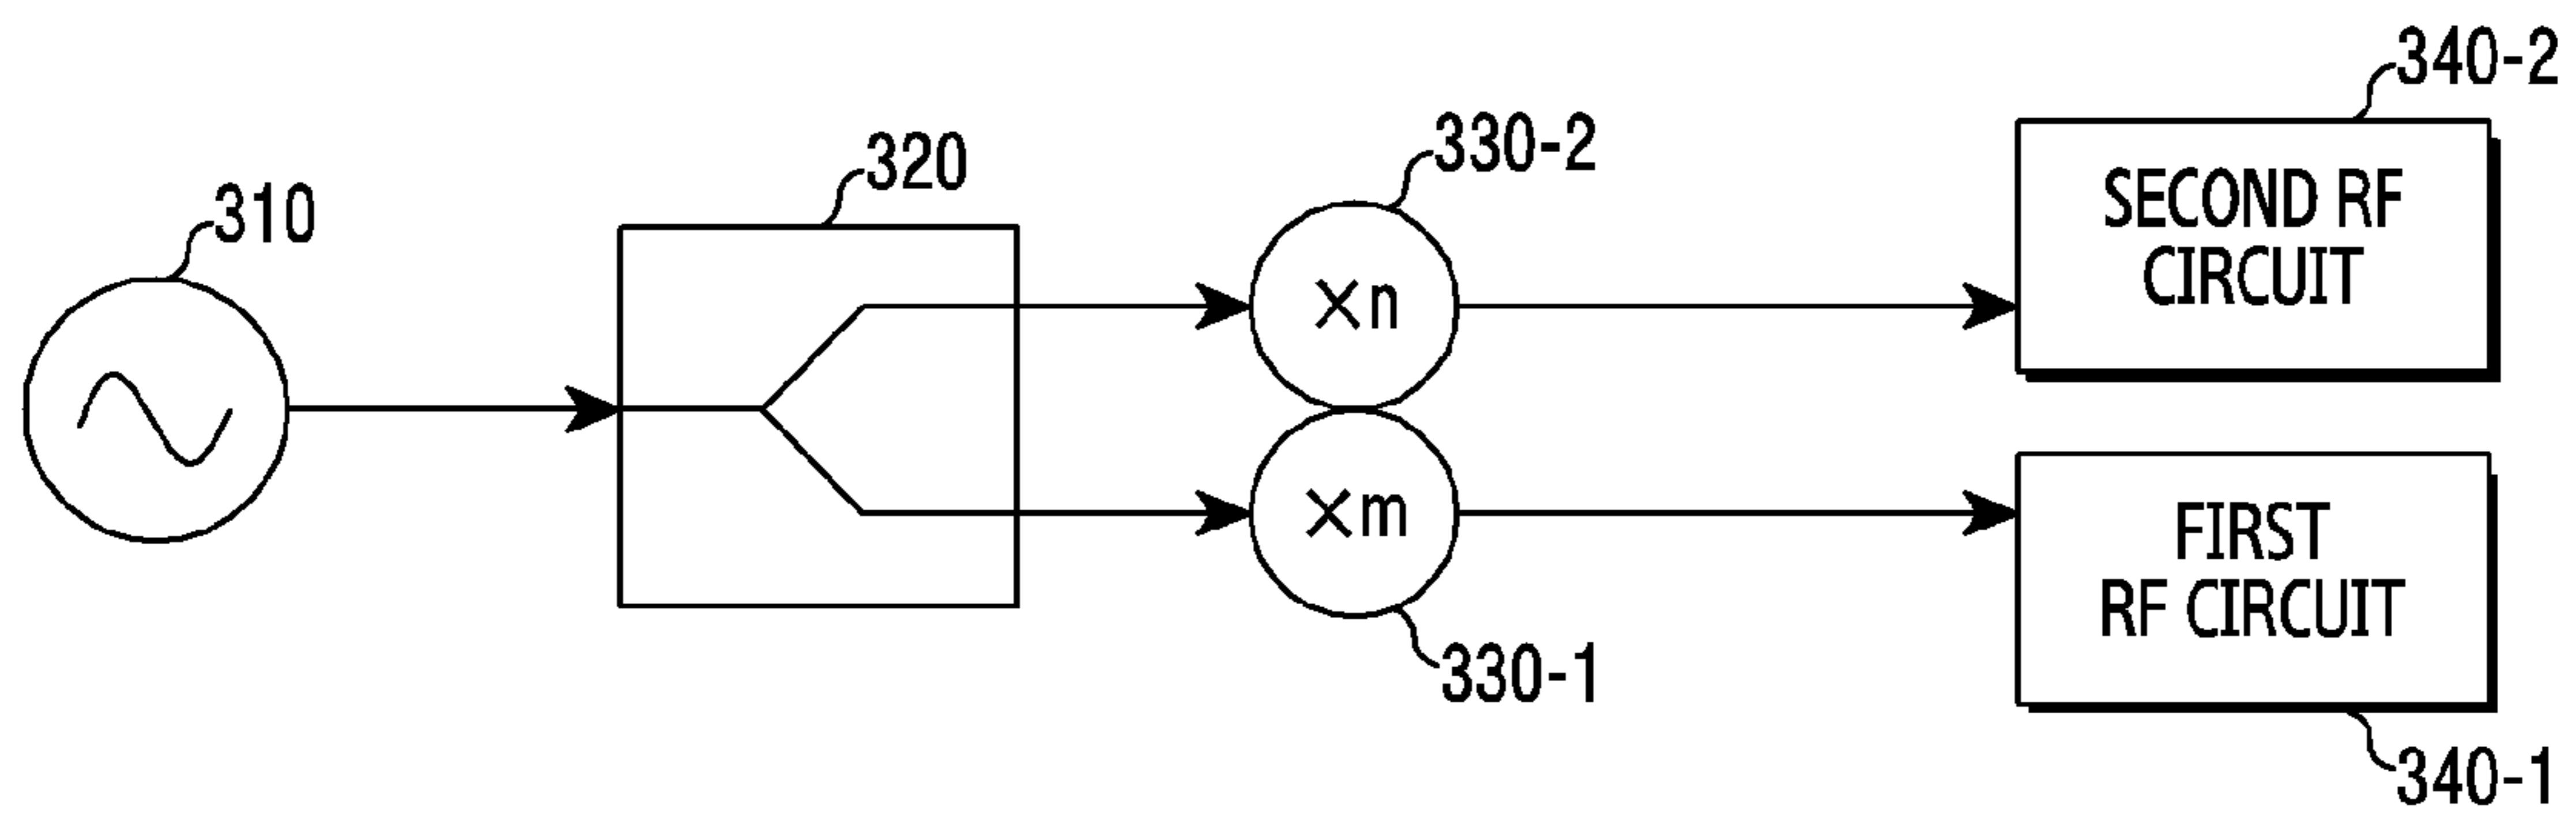 340-2
330-2
320
SECOND RF
CIRCUIT
310
×n
×m
FIRST
RF CIRCUIT
330-1
340-1